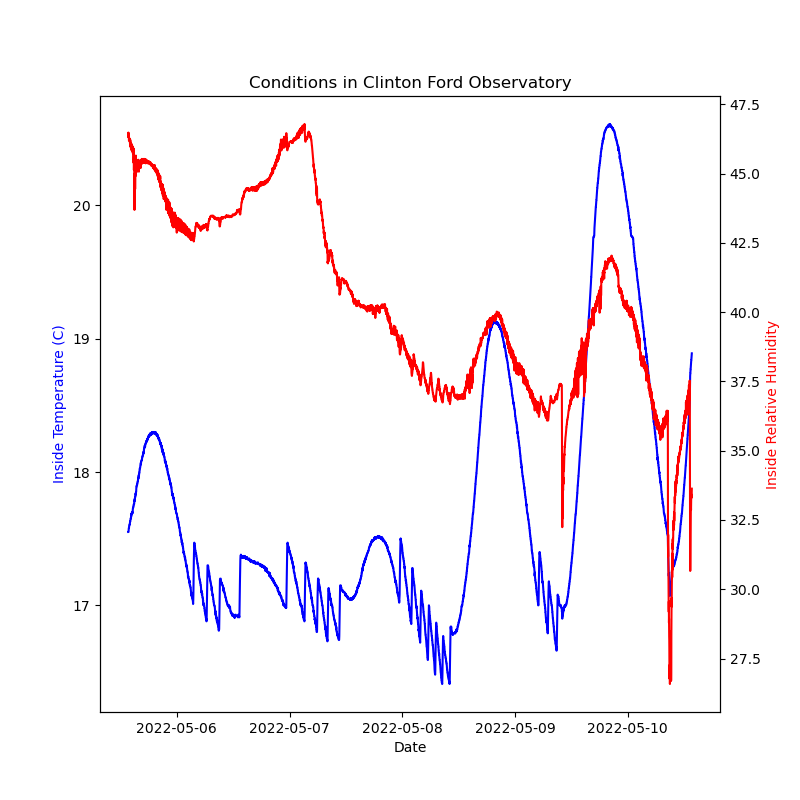 Conditions in Clinton Ford Observatory
47.5
45.0
42.5
40.0
37.5
35.0
32.5
30.0
27.5
Inside Relative Humidity
20
19
18
17
Inside Temperature (C)
2022-05-06 2022-05-07 2022-05-08 2022-05-09 2022-05-10
Date